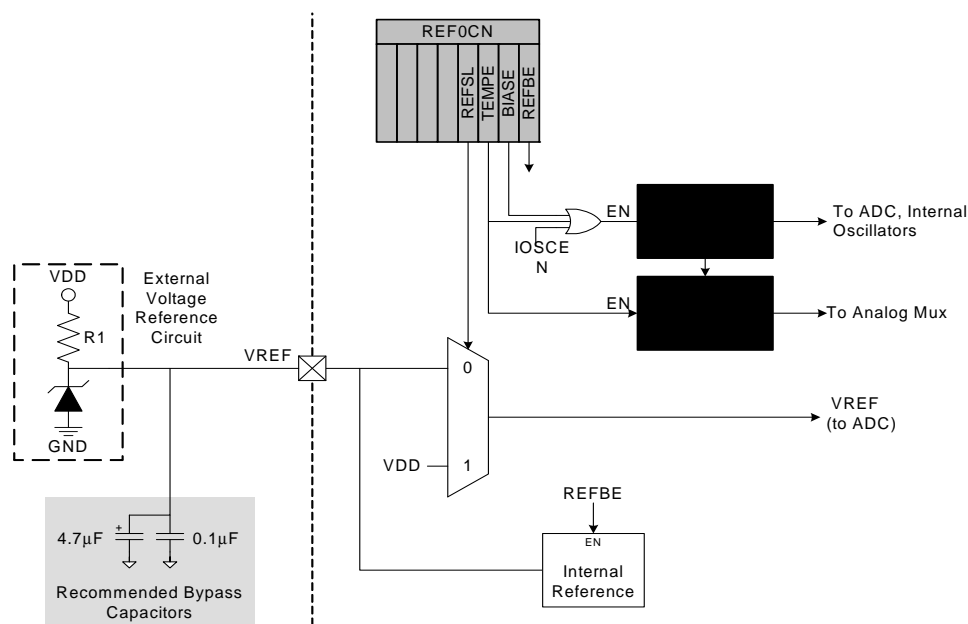 REF0CN
REFSL
TEMPE
BIASE
REFBE
EN
To ADC, Internal
Oscillators
IOSCE
N
EN
To Analog Mux
VDD
External
Voltage
Reference
Circuit
R1
VREF
0
GND
VREF
(to ADC)
VDD
1
REFBE
EN
Internal
Reference
4.7µF
+
0.1µF
Recommended Bypass
Capacitors